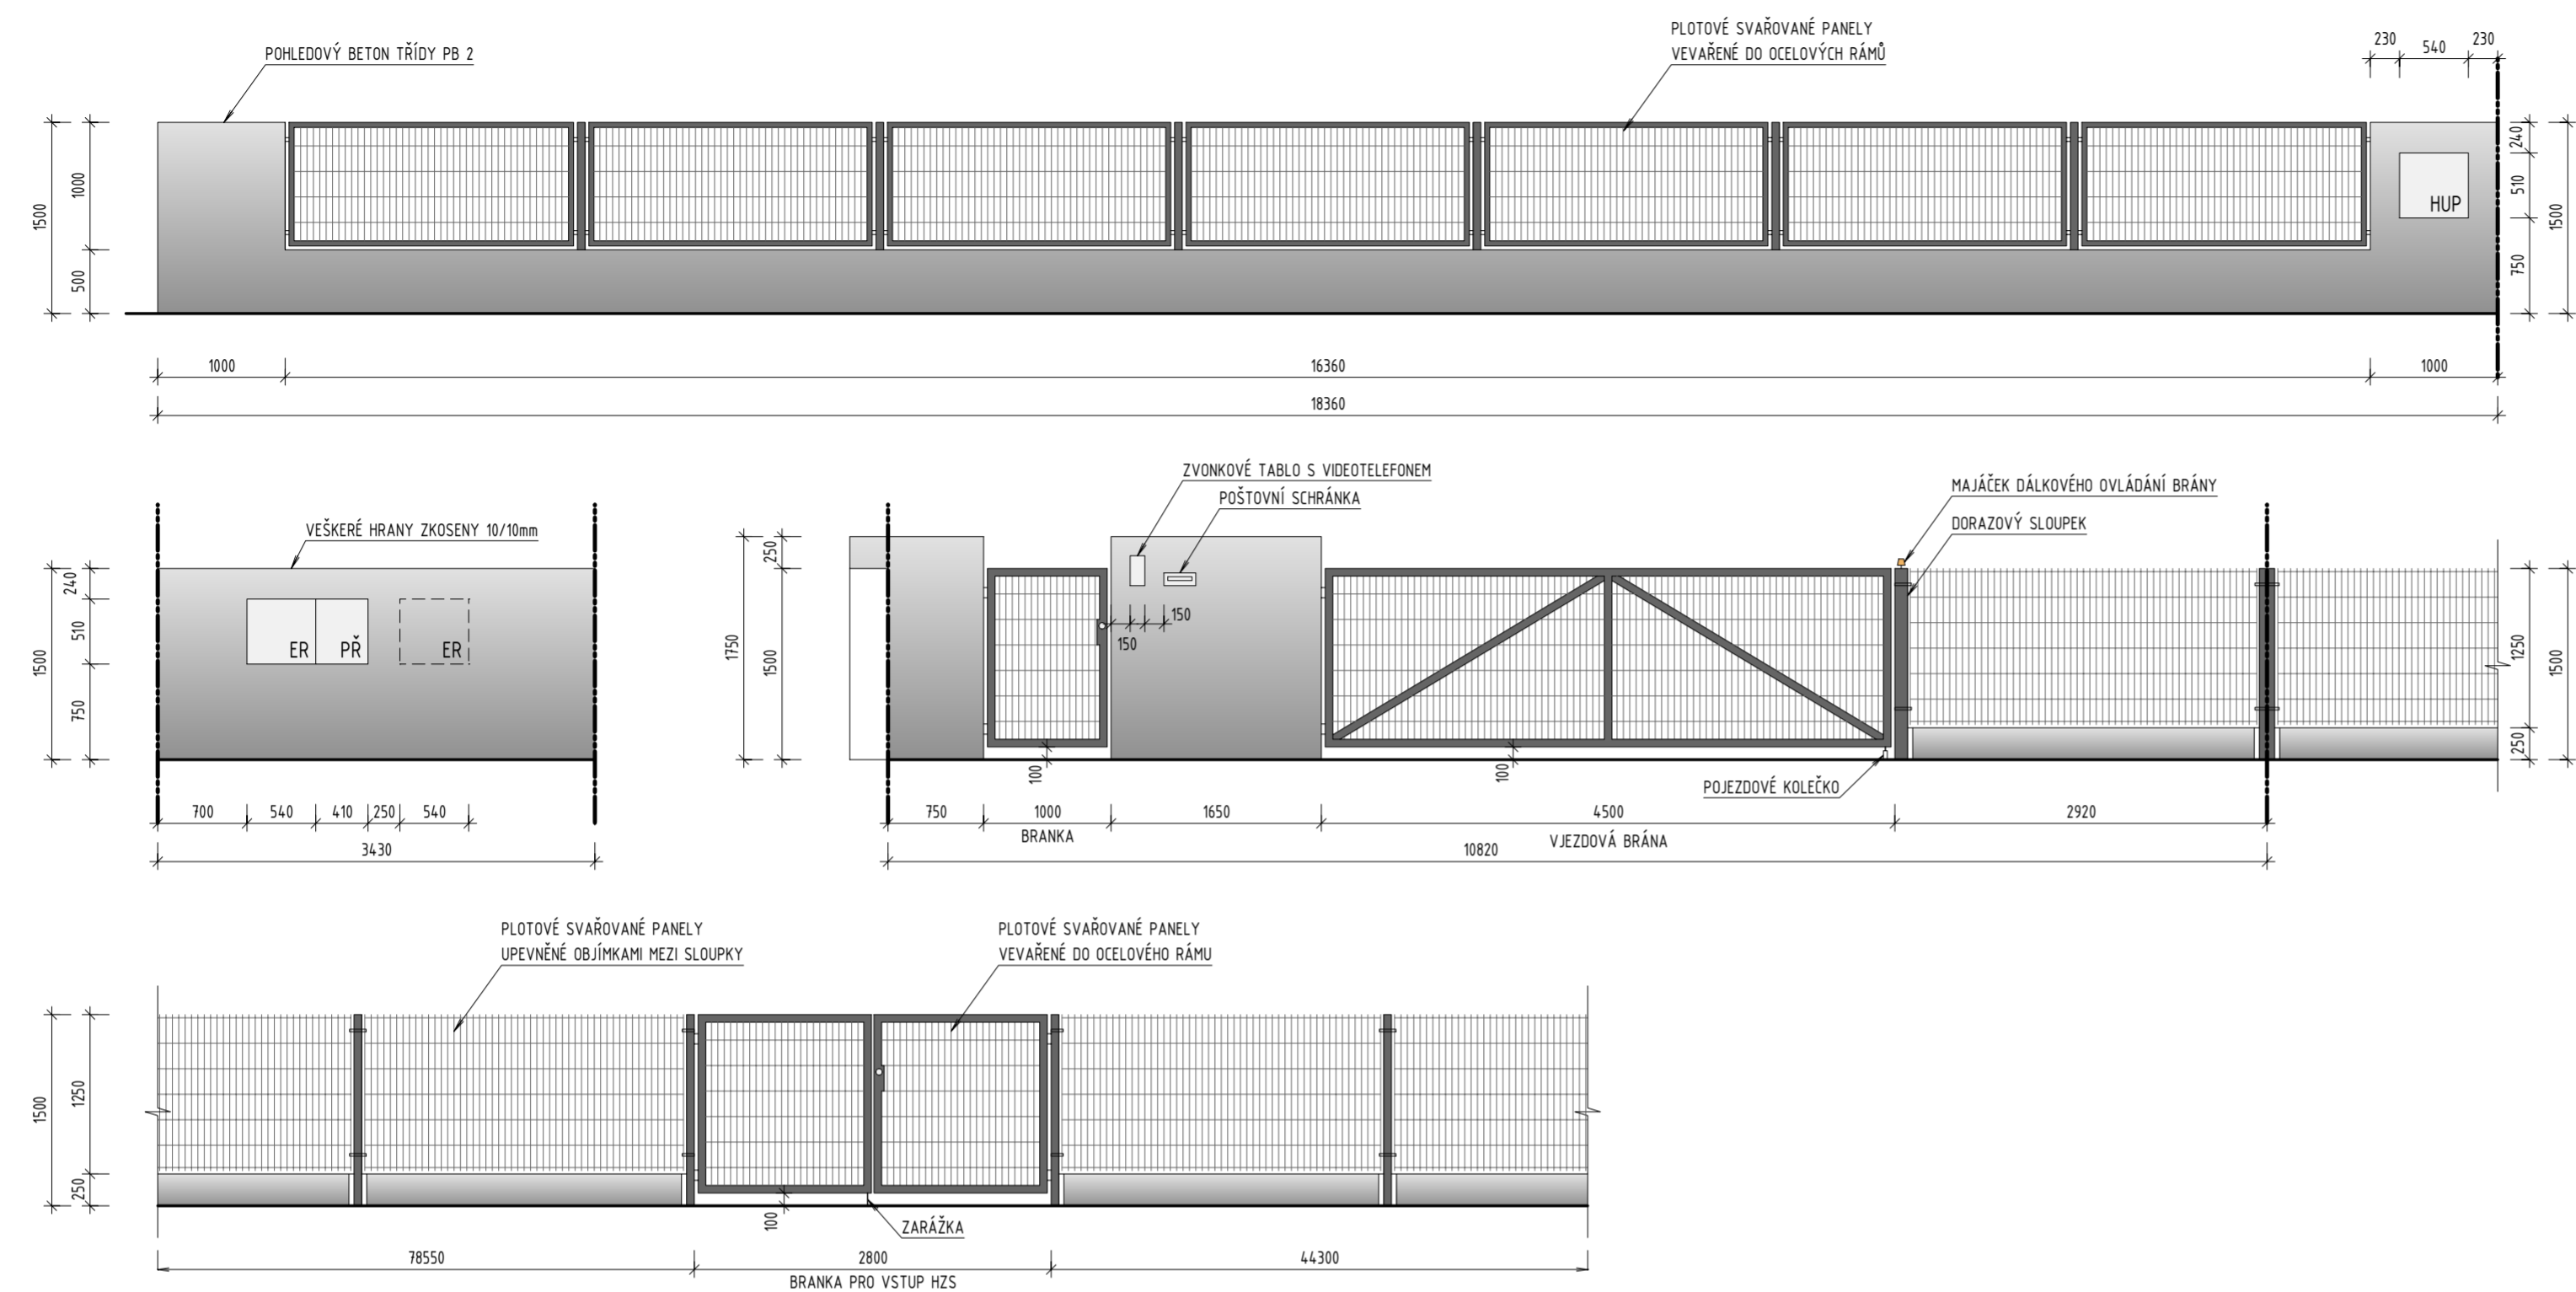 POHLEDOVÝ BETON TŘÍDY PB 2
PLOTOVÉ SVAŘOVANÉ PANELY
VEVAŘENÉ DO OCELOVÝCH RÁMŮ
230
540
230
1500
1000
500
HUP
240
510
750
1500
1000
16360
1000
18360
VEŠKERÉ HRANY ZKOSENY 10/10mm
1500
240
510
750
ER
PŘ
ER
700
540
410
250
540
3430
ZVONKOVÉ TABLO S VIDEOTELEFONEM
POŠTOVNÍ SCHRÁNKA
MAJÁČEK DÁLKOVÉHO OVLÁDÁNÍ BRÁNY
DORAZOVÝ SLOUPEK
1750
250
1500
150
150
100
100
POJEZDOVÉ KOLEČKO
1250
250
1500
750
1000
1650
4500
2920
BRANKA
VJEZDOVÁ BRÁNA
10820
PLOTOVÉ SVAŘOVANÉ PANELY
UPEVNĚNÉ OBJÍMKAMI MEZI SLOUPKY
PLOTOVÉ SVAŘOVANÉ PANELY
VEVAŘENÉ DO OCELOVÉHO RÁMU
1500
1250
250
100
ZARÁŽKA
78550
2800
44300
BRANKA PRO VSTUP HZS